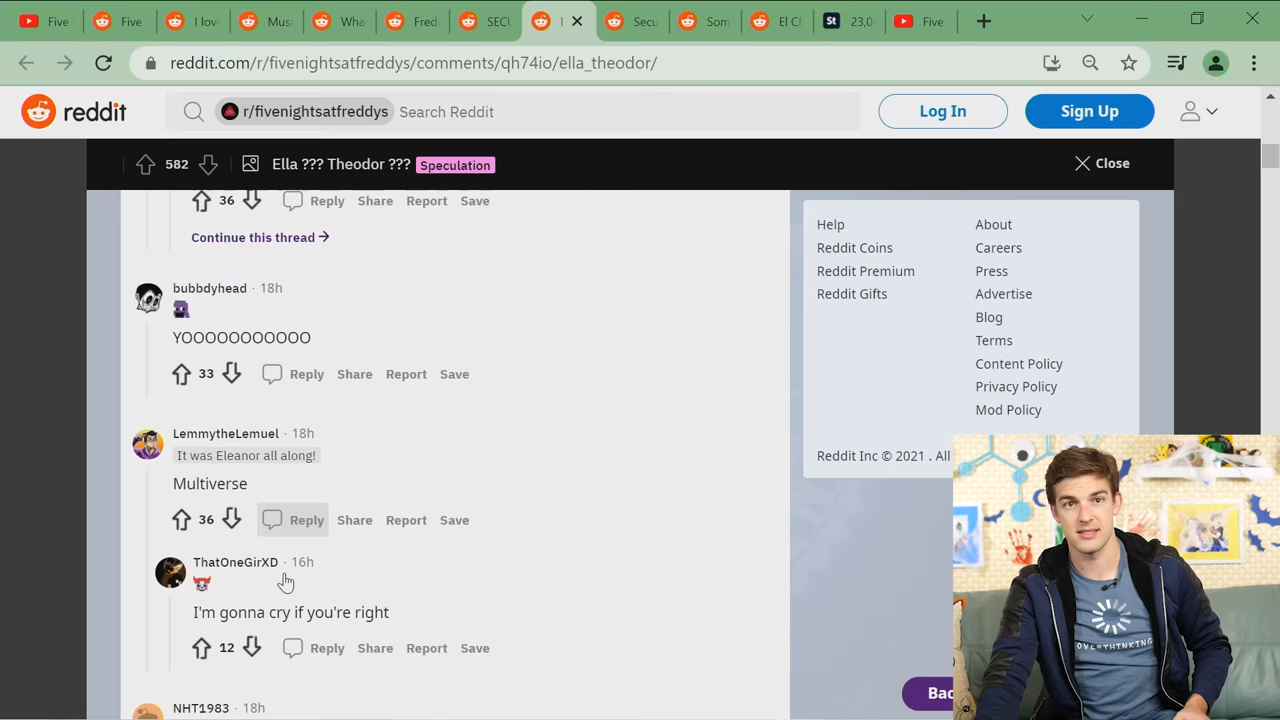 Five
Five
I lov
Musi
Wha
Fred
SECU
I
Secu
Som
El Cl
St
23,0
Five
reddit.com/r/fivenightsatfreddys/comments/qh74io/ella_theodor/
reddit
r/fivenightsatfreddys
Search Reddit
Log In
Sign Up
582
Ella ??? Theodor ???
Speculation
Close
36
Reply
Share
Report
Save
Continue this thread
bubbdyhead · 18h
YOOOOOOOOOOO
33
Reply
Share
Report
Save
LemmytheLemuel · 18h
It was Eleanor all along!
Multiverse
36
Reply
Share
Report
Save
ThatOneGirXD · 16h
I'm gonna cry if you're right
12
Reply
Share
Report
Save
NHT1983 · 18h
Help
Reddit Coins
Reddit Premium
Reddit Gifts
About
Careers
Press
Advertise
Blog
Terms
Content Policy
Privacy Policy
Mod Policy
Reddit Inc © 2021 . All
Bac
OVERTHINKING